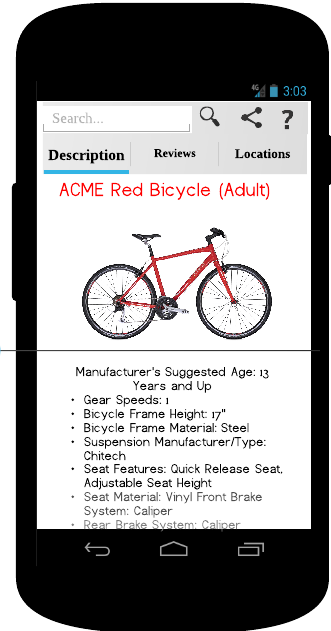 4G 3:03
Search... ?
Description Reviews Locations
ACME Red Bicycle (Adult)
Manufacturer's Suggested Age: 13
Years and Up
• Gear Speeds: 1
• Bicycle Frame Height: 17"
• Bicycle Frame Material: Steel
• Suspension Manufacturer/Type:
Chitech
• Seat Features: Quick Release Seat,
Adjustable Seat Height
• Seat Material: Vinyl Front Brake
System: Caliper
• Rear Brake System: Caliper